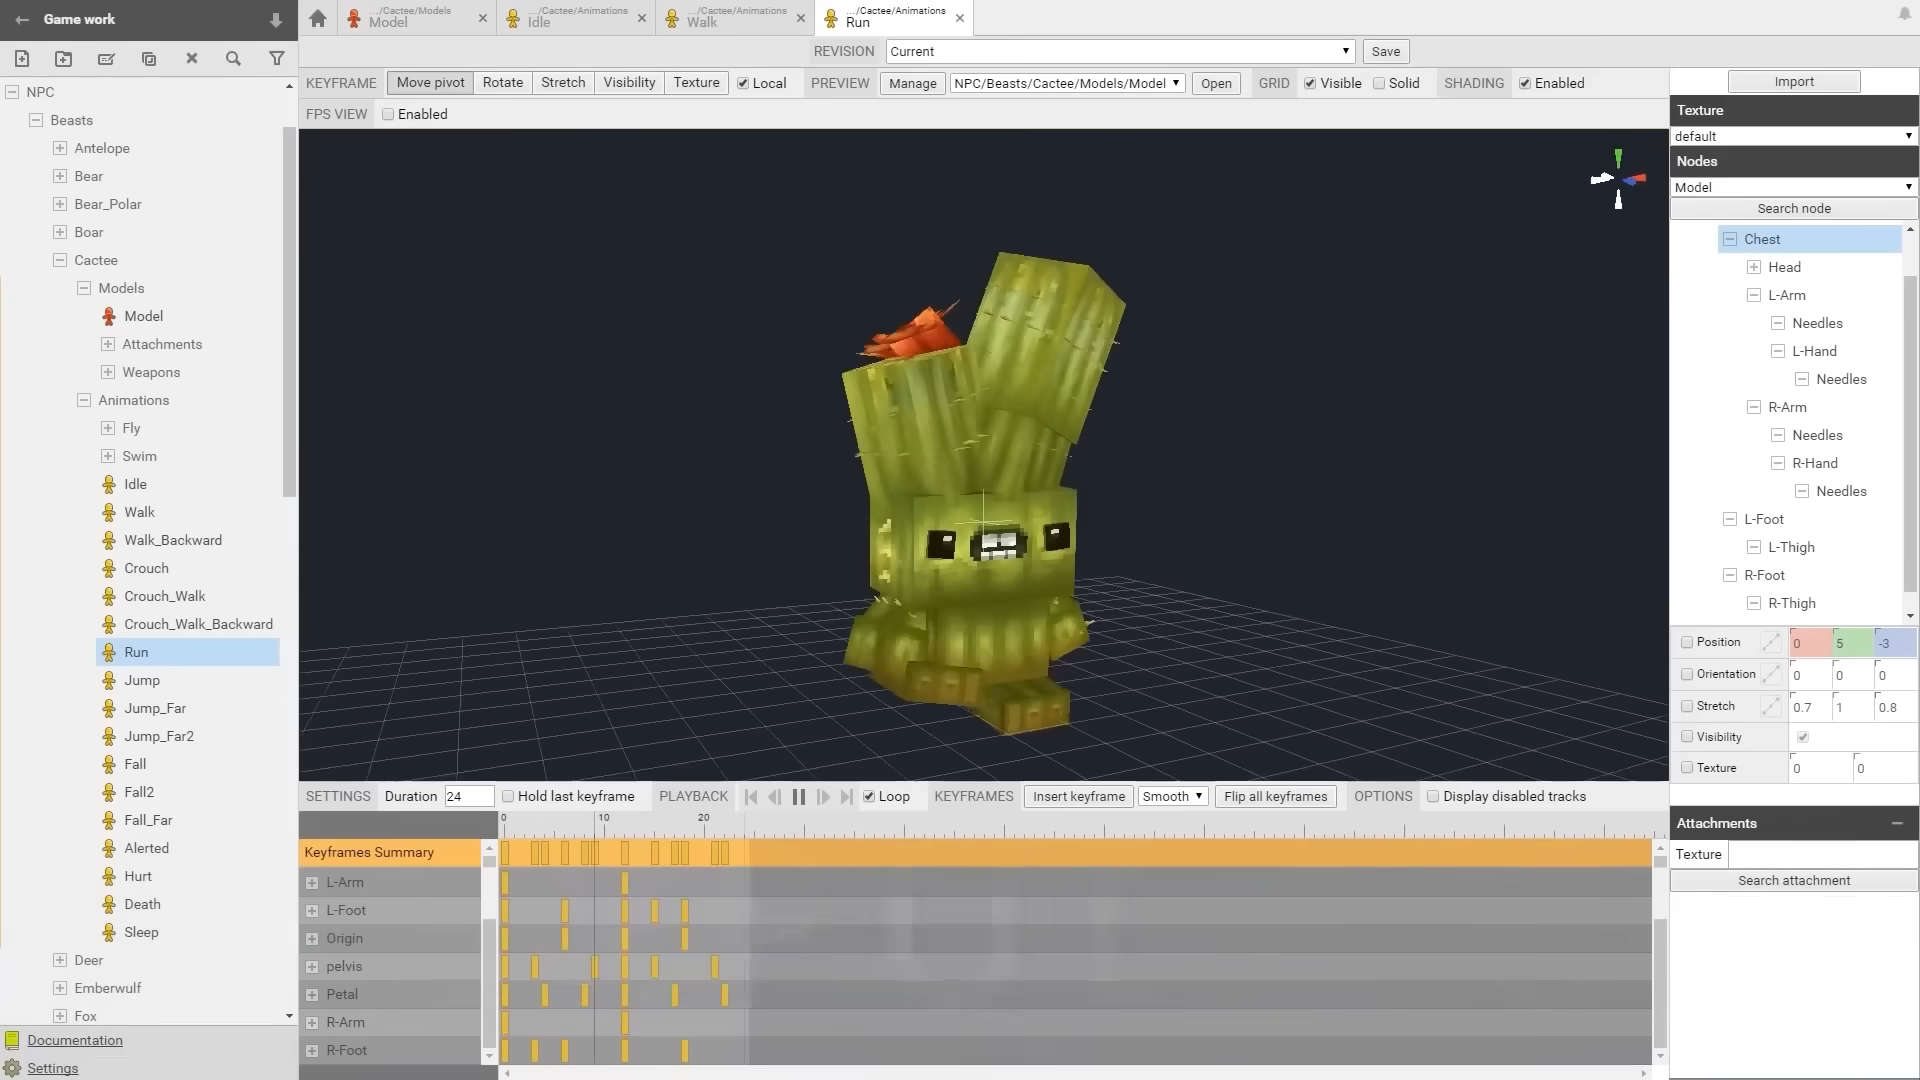 Game work
.../Cactee/Models
Model
.../Cactee/Animations
Idle
.../Cactee/Animations
Walk
.../Cactee/Animations
Run
REVISION Current Save
KEYFRAME Move pivot Rotate Stretch Visibility Texture Local PREVIEW Manage NPC/Beasts/Cactee/Models/Model Open GRID Visible Solid SHADING Enabled
FPS VIEW Enabled
NPC
Beasts
Antelope
Bear
Bear_Polar
Boar
Cactee
Models
Model
Attachments
Weapons
Animations
Fly
Swim
Idle
Walk
Walk_Backward
Crouch
Crouch_Walk
Crouch_Walk_Backward
Run
Jump
Jump_Far
Jump_Far2
Fall
Fall2
Fall_Far
Alerted
Hurt
Death
Sleep
Deer
Emberwulf
Fox
Documentation
Settings
Import
Texture
default
Nodes
Model
Search node
Chest
Head
L-Arm
Needles
L-Hand
Needles
R-Arm
Needles
R-Hand
Needles
L-Foot
L-Thigh
R-Foot
R-Thigh
Position 0 5 -3
Orientation 0 0 0
Stretch 0.7 1 0.8
Visibility
Texture 0 0
Attachments
Texture
Search attachment
SETTINGS Duration 24 Hold last keyframe PLAYBACK Loop KEYFRAMES Insert keyframe Smooth Flip all keyframes OPTIONS Display disabled tracks
0 10 20
Keyframes Summary
L-Arm
L-Foot
Origin
pelvis
Petal
R-Arm
R-Foot